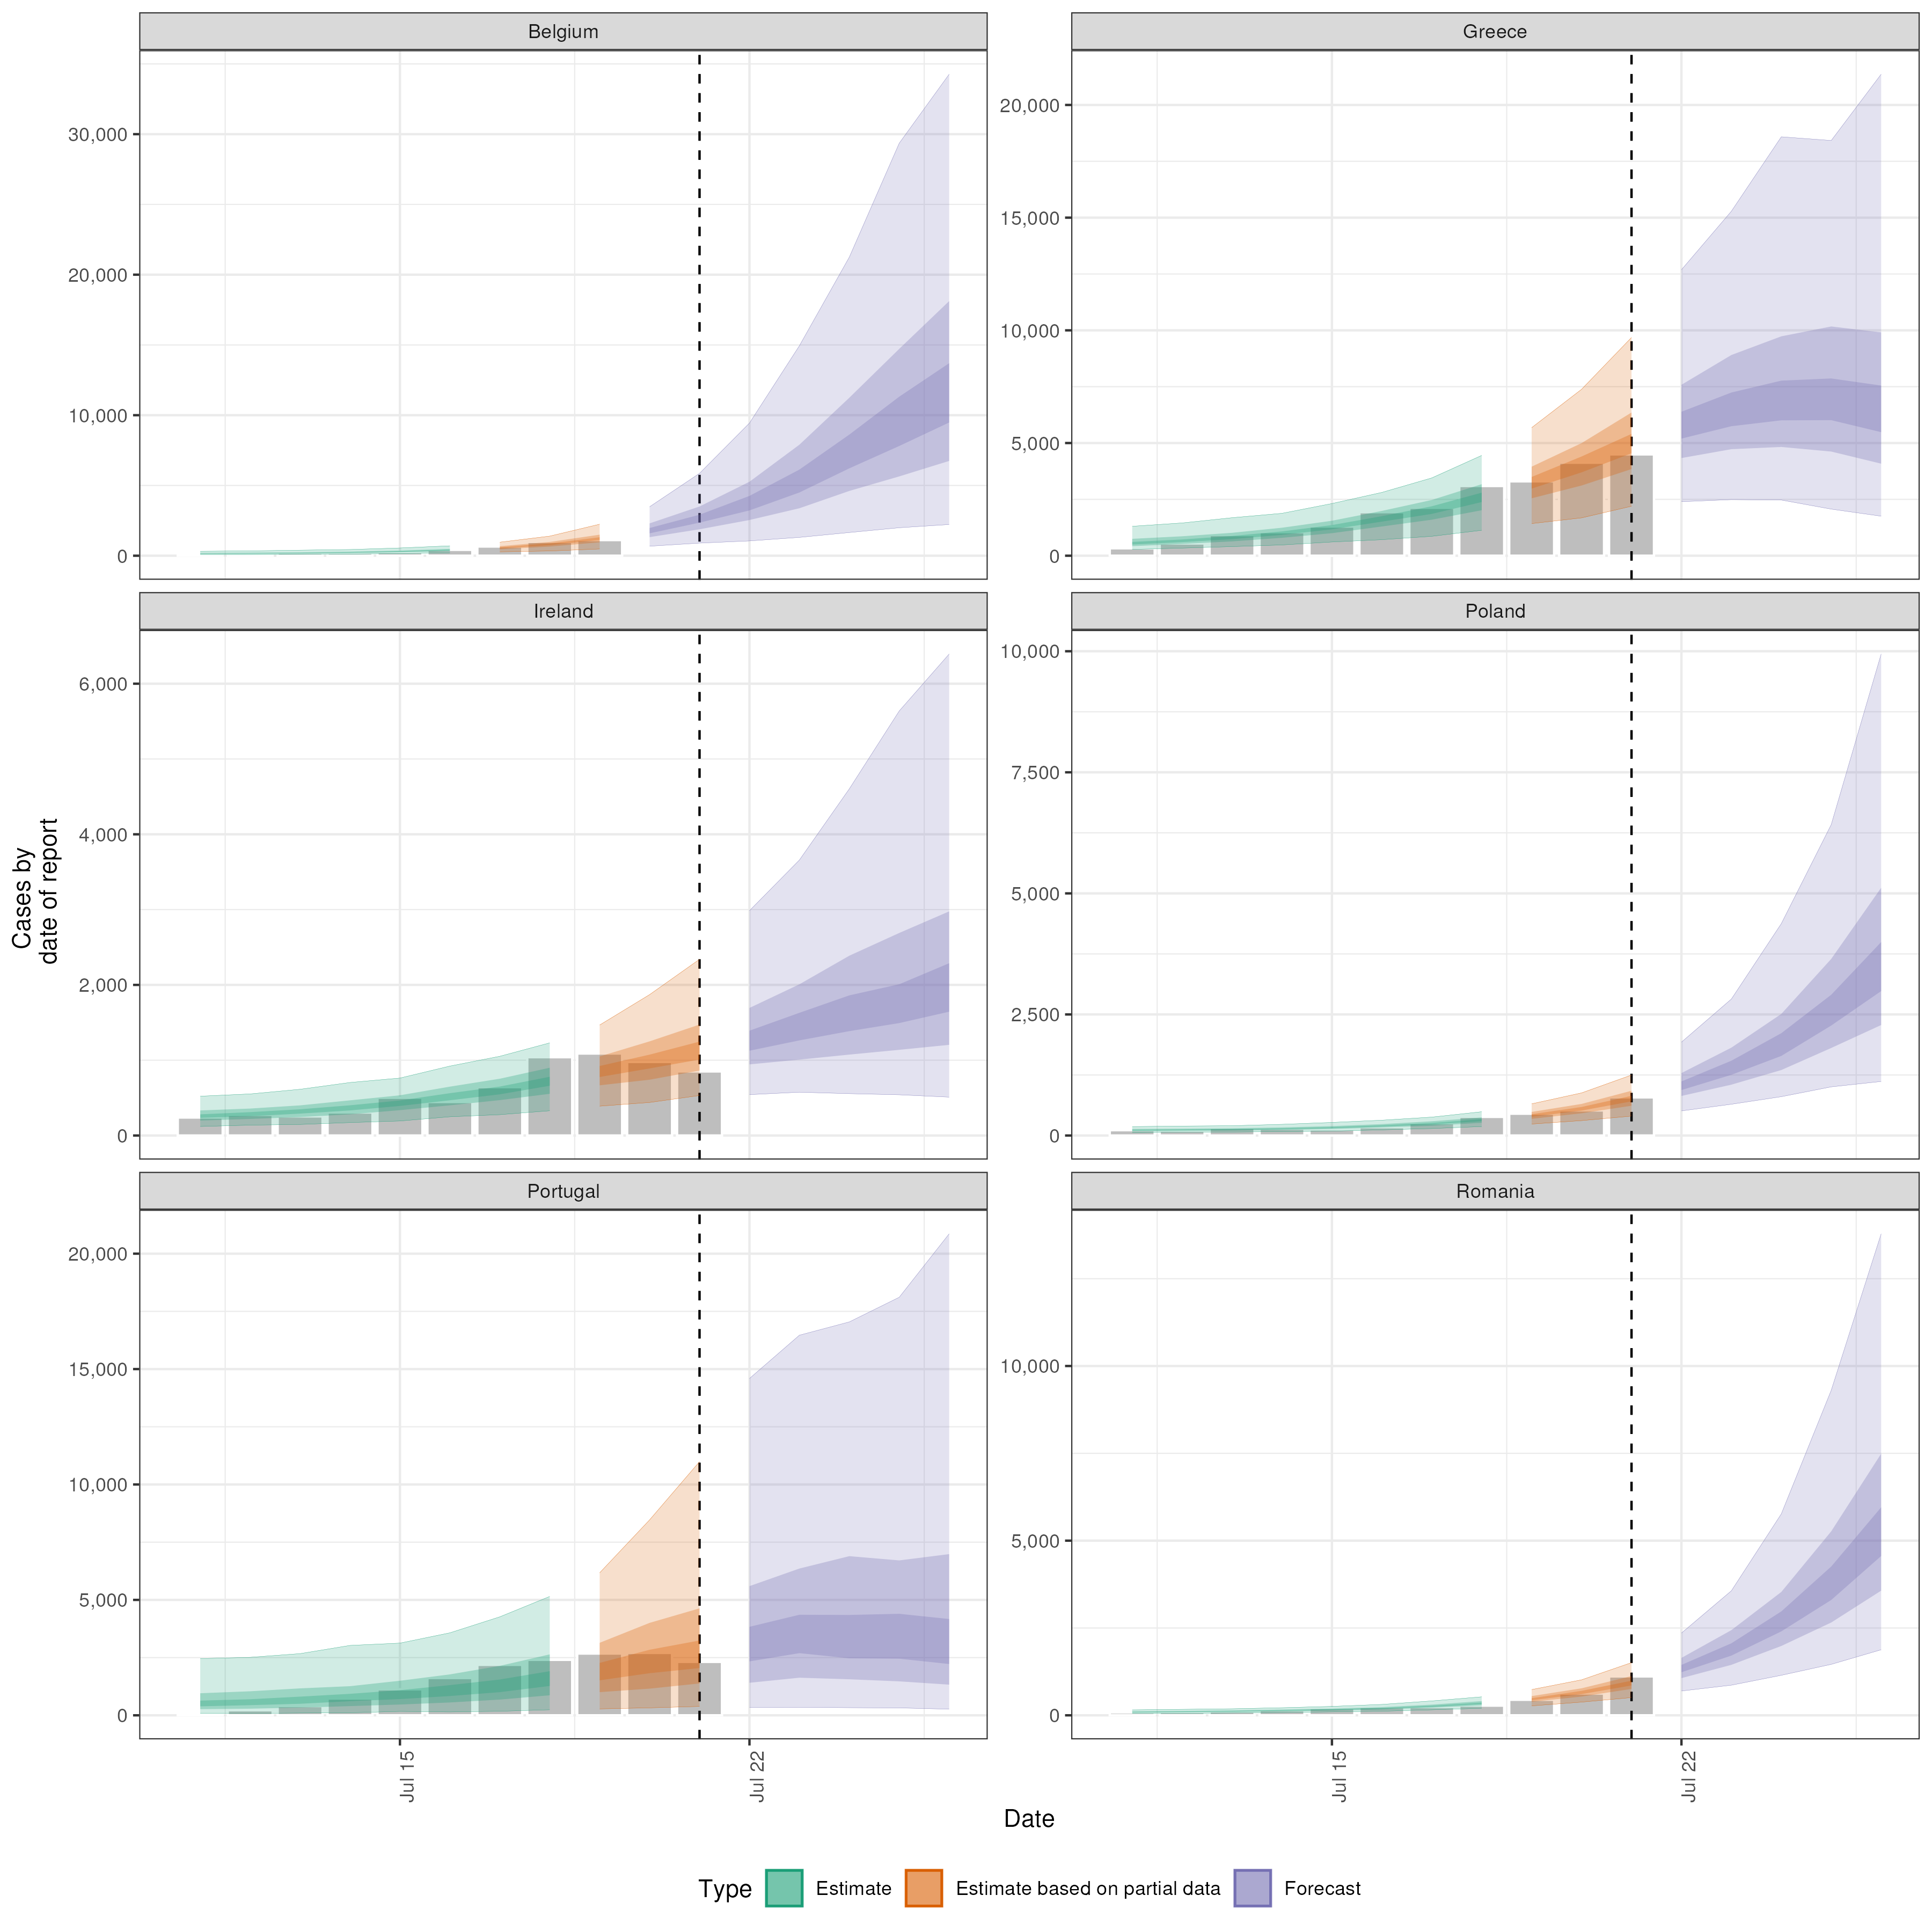 Belgium
Greece
30,000
20,000
10,000
0
20,000
15,000
10,000
5,000
0
Ireland
Poland
6,000
4,000
2,000
0
10,000
7,500
5,000
2,500
0
Cases by
date of report
Portugal
Romania
20,000
15,000
10,000
5,000
0
10,000
5,000
0
Jul 15
Jul 22
Jul 15
Jul 22
Date
Type
Estimate
Estimate based on partial data
Forecast